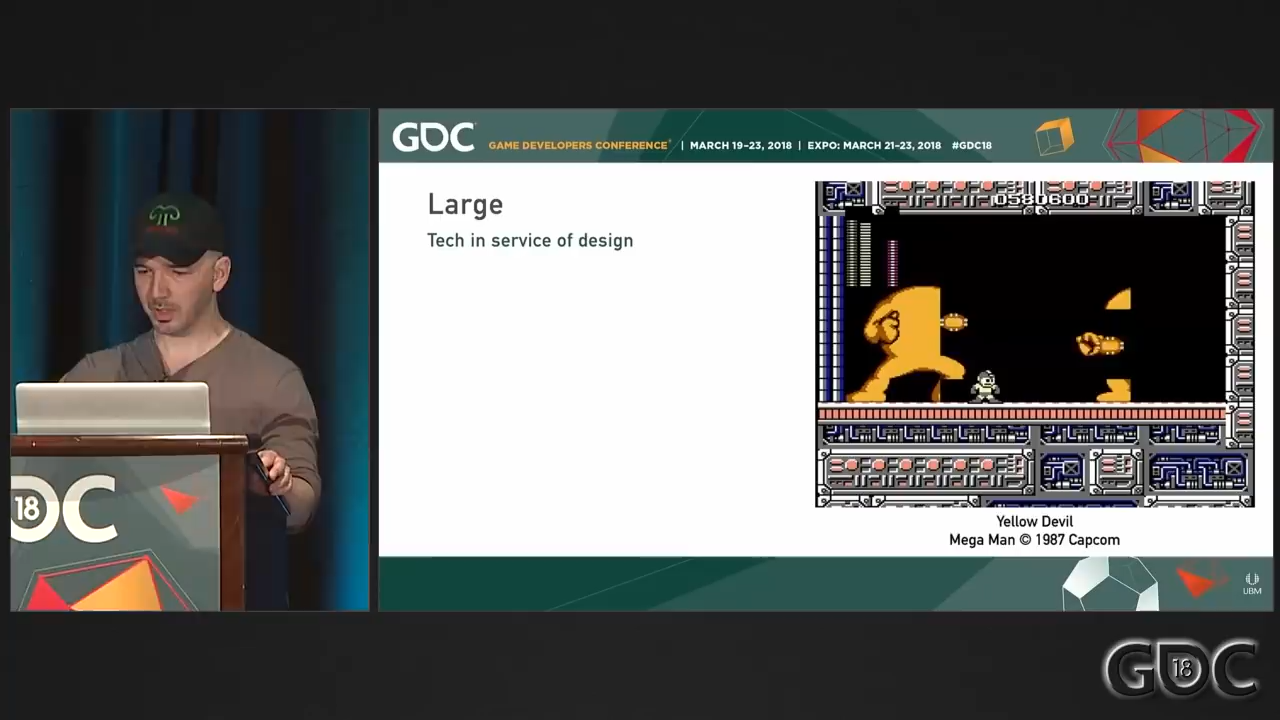 GDC
GAME DEVELOPERS CONFERENCE | MARCH 19–23, 2018 | EXPO: MARCH 21–23, 2018 #GDC18
Large
Tech in service of design
0580600
Yellow Devil
Mega Man © 1987 Capcom
18
GDC
UBM
GDC
18